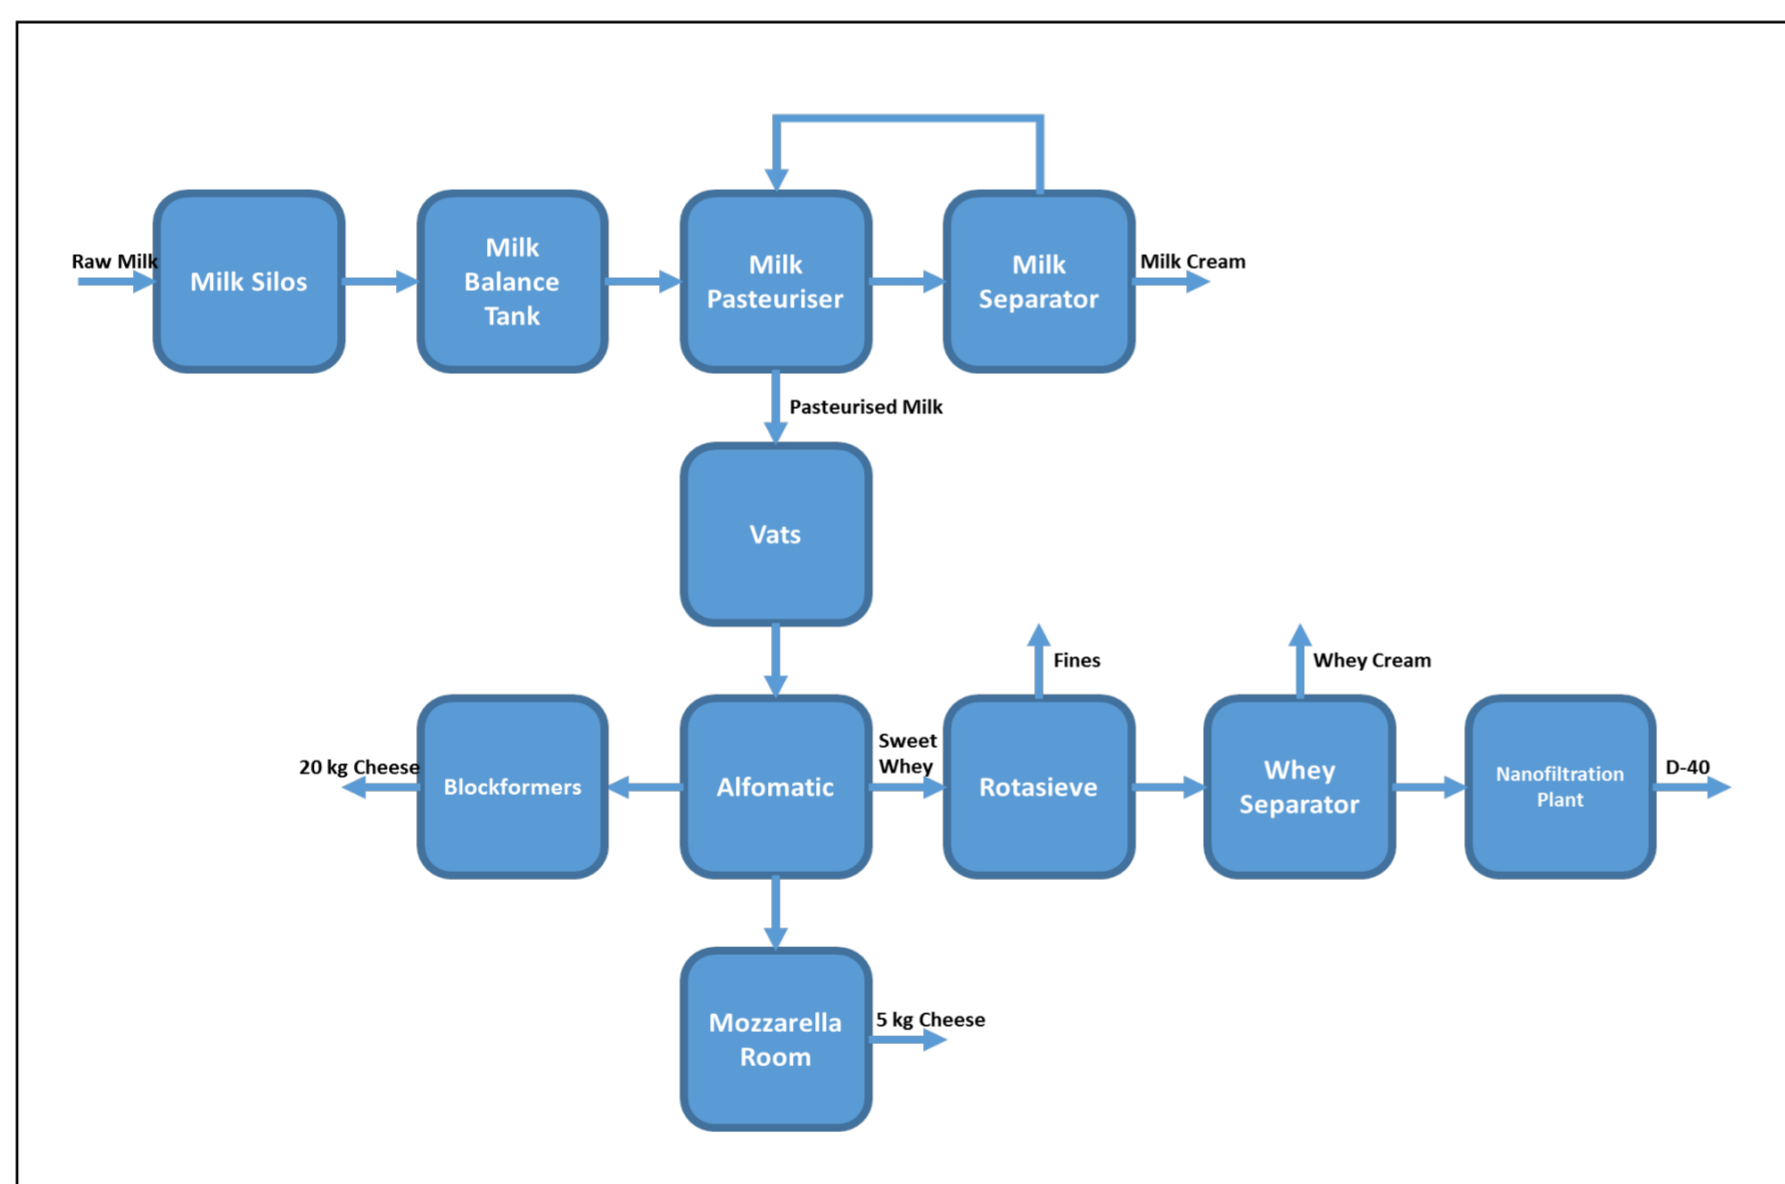 Raw Milk
Milk Silos
Milk
Balance
Tank
Milk
Pasteuriser
Milk
Separator
Milk Cream
Pasteurised Milk
Vats
Fines
Whey Cream
20 kg Cheese
Blockformers
Alfomatic
Sweet
Whey
Rotasieve
Whey
Separator
Nanofiltration
Plant
D-40
Mozzarella
Room
5 kg Cheese